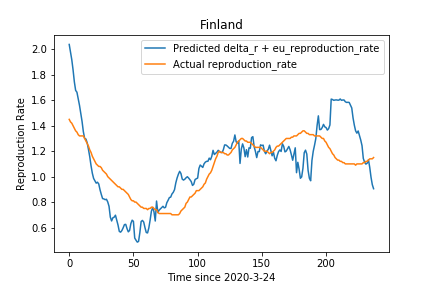 Finland
Predicted delta_r + eu_reproduction_rate
Actual reproduction_rate
Reproduction Rate
2.0
1.8
1.6
1.4
1.2
1.0
0.8
0.6
0
50
100
150
200
Time since 2020-3-24